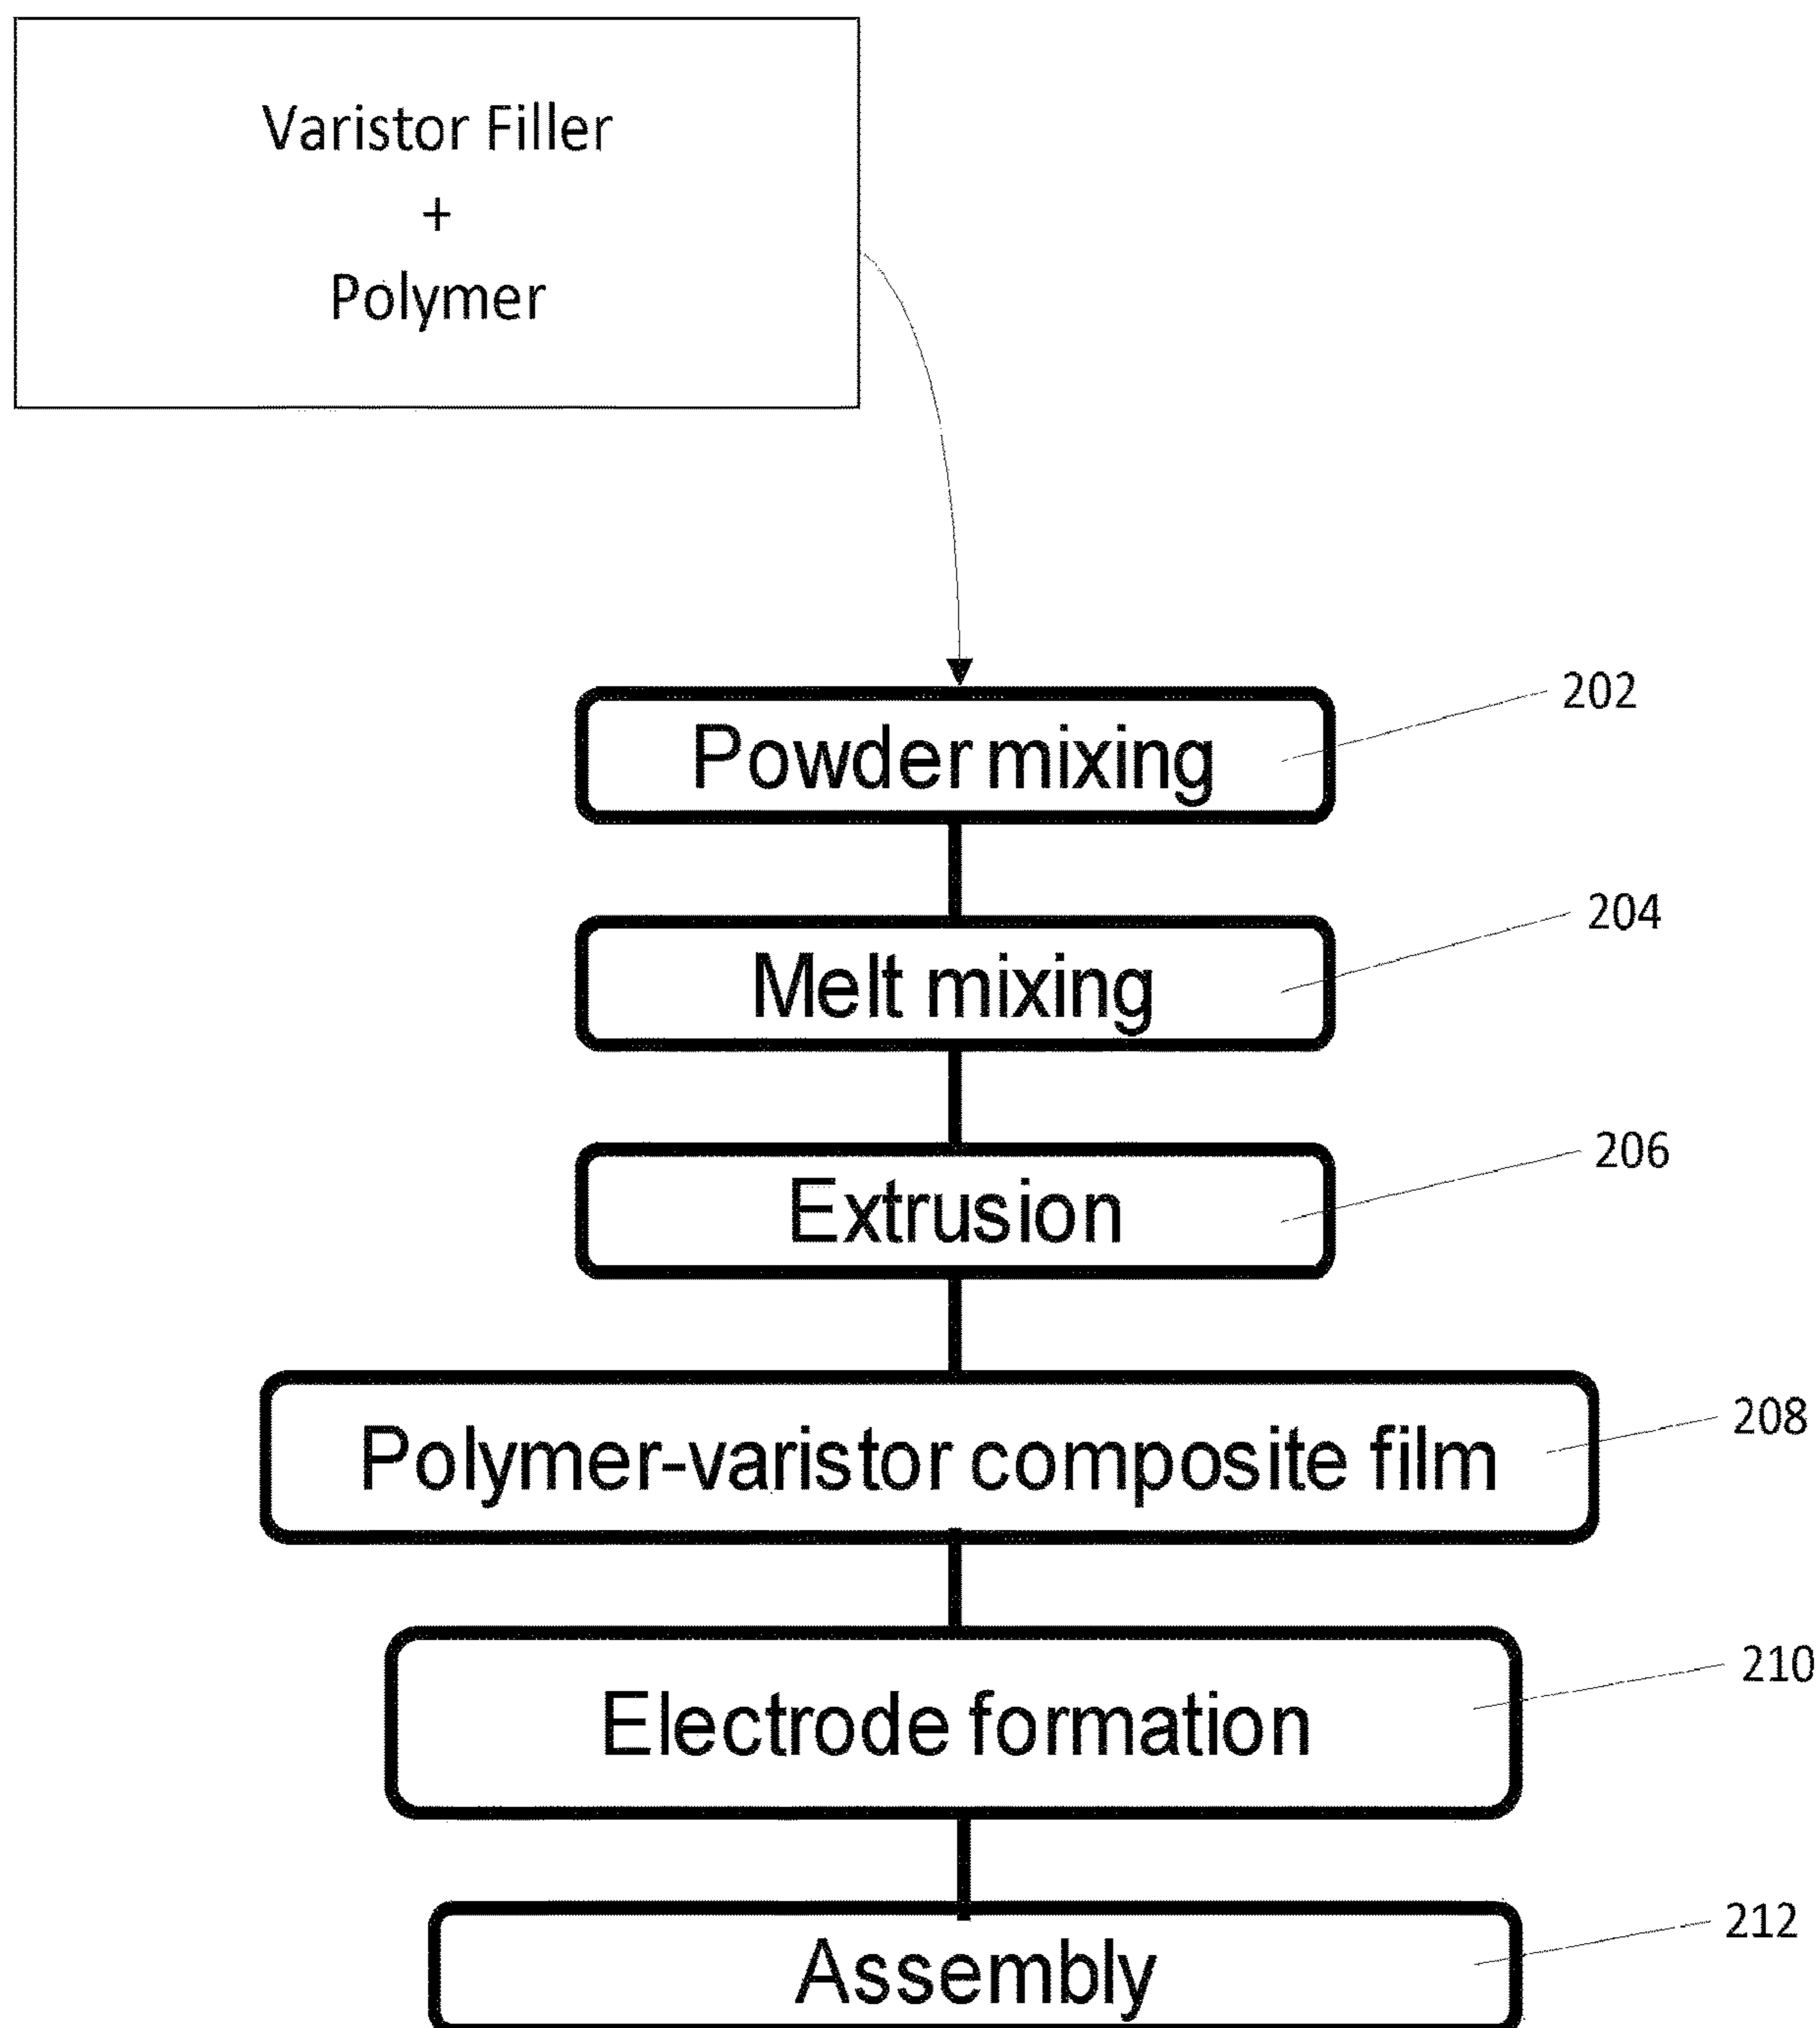 Varistor Filler
+
Polymer
Powder mixing
202
Melt mixing
204
Extrusion
206
Polymer-varistor composite film
208
Electrode formation
210
Assembly
212